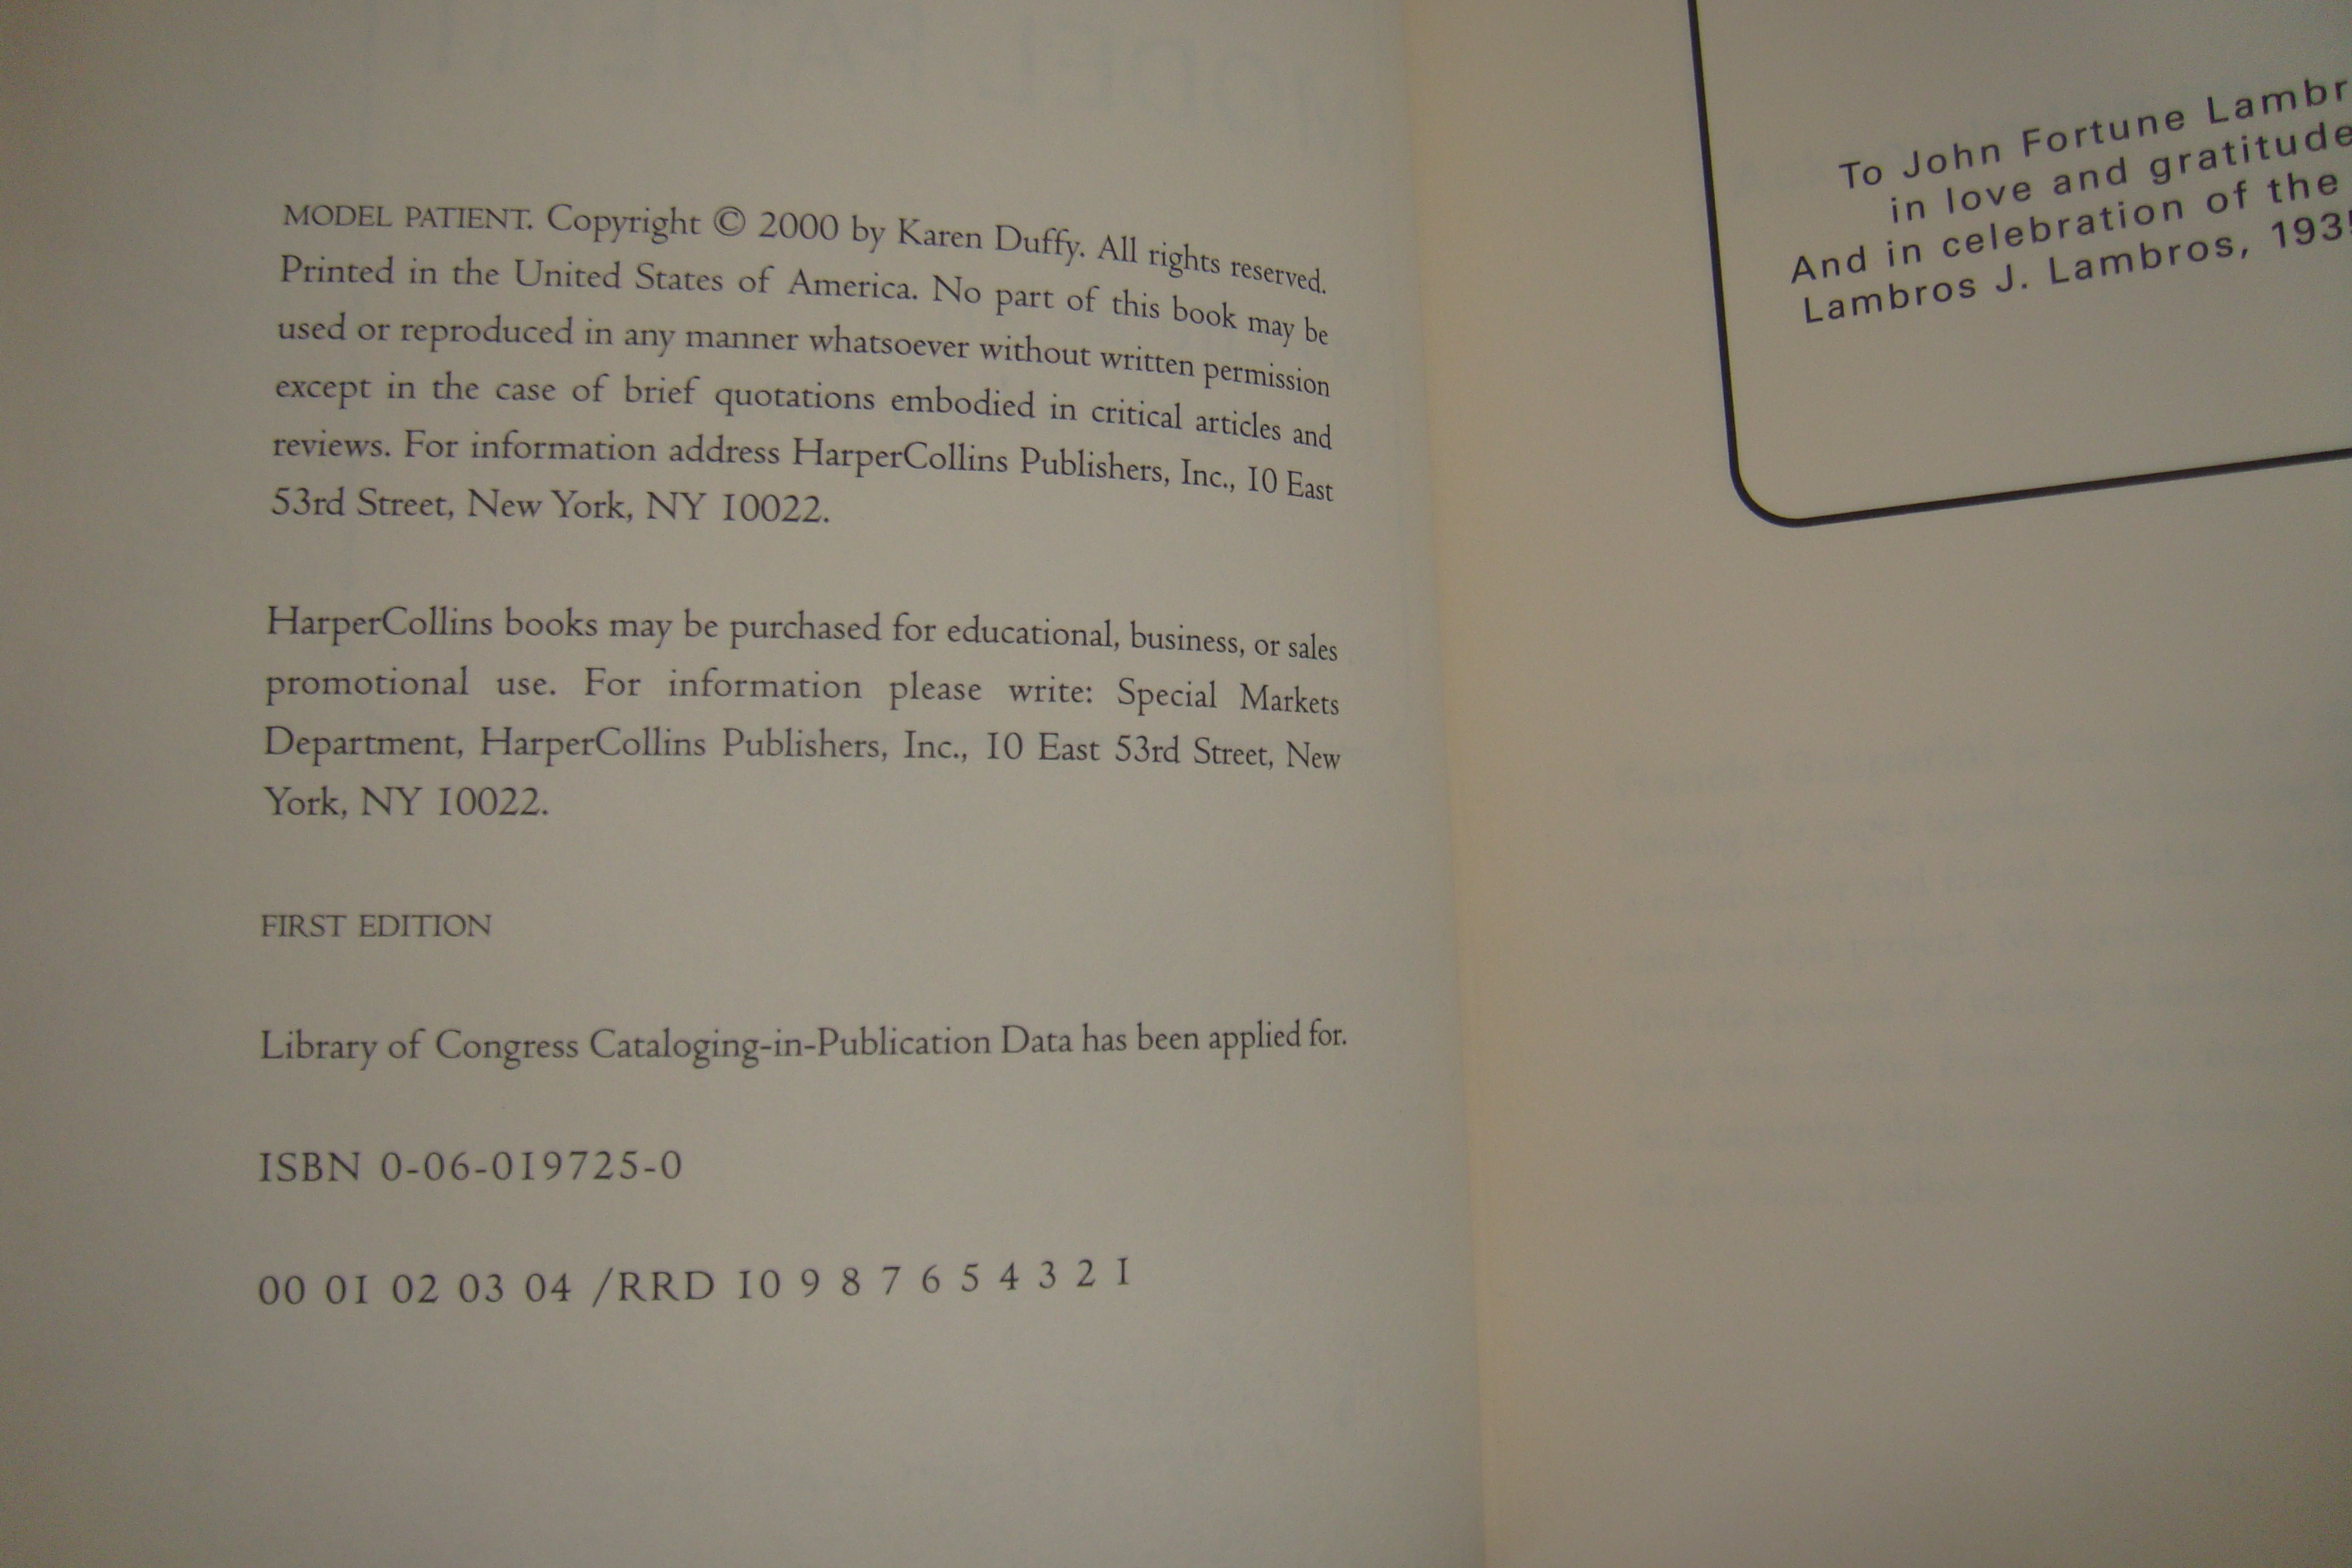 MODEL PATIENT. Copyright © 2000 by Karen Duffy. All rights reserved.
Printed in the United States of America. No part of this book may be
used or reproduced in any manner whatsoever without written permission
except in the case of brief quotations embodied in critical articles and
reviews. For information address HarperCollins Publishers, Inc., 10 East
53rd Street, New York, NY 10022.
HarperCollins books may be purchased for educational, business, or sales
promotional use. For information please write: Special Markets
Department, HarperCollins Publishers, Inc., 10 East 53rd Street, New
York, NY 10022.
FIRST EDITION
Library of Congress Cataloging-in-Publication Data has been applied for.
ISBN 0-06-019725-0
00 01 02 03 04 /RRD 10 9 8 7 6 5 4 3 2 1
To John Fortune Lambr
in love and gratitude
And in celebration of the
Lambros J. Lambros, 193